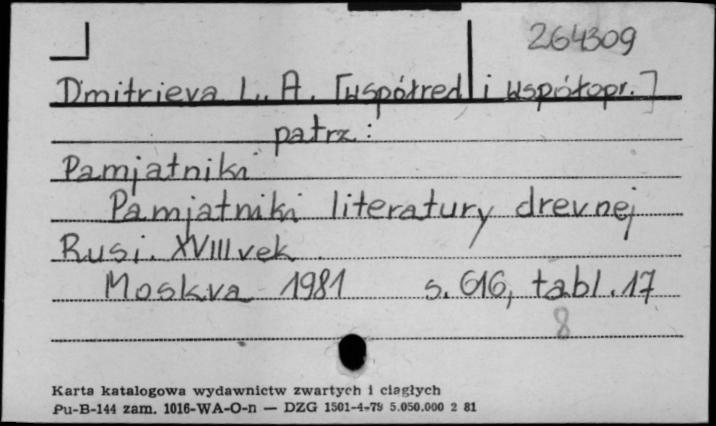 264309
Dmitrieva L. A. [współred i współopr.]
patrz:
Pamjatniki
Pamjatniki literatury drevnej
Rusi. XVIII vek.
Moskva 1981 s. 616, tabl. 17
8
Karta katalogowa wydawnictw zwartych i ciągłych
Pu-B-144 zam. 1016-WA-O-n — DZG 1501-4-79 5.050.000 2 81